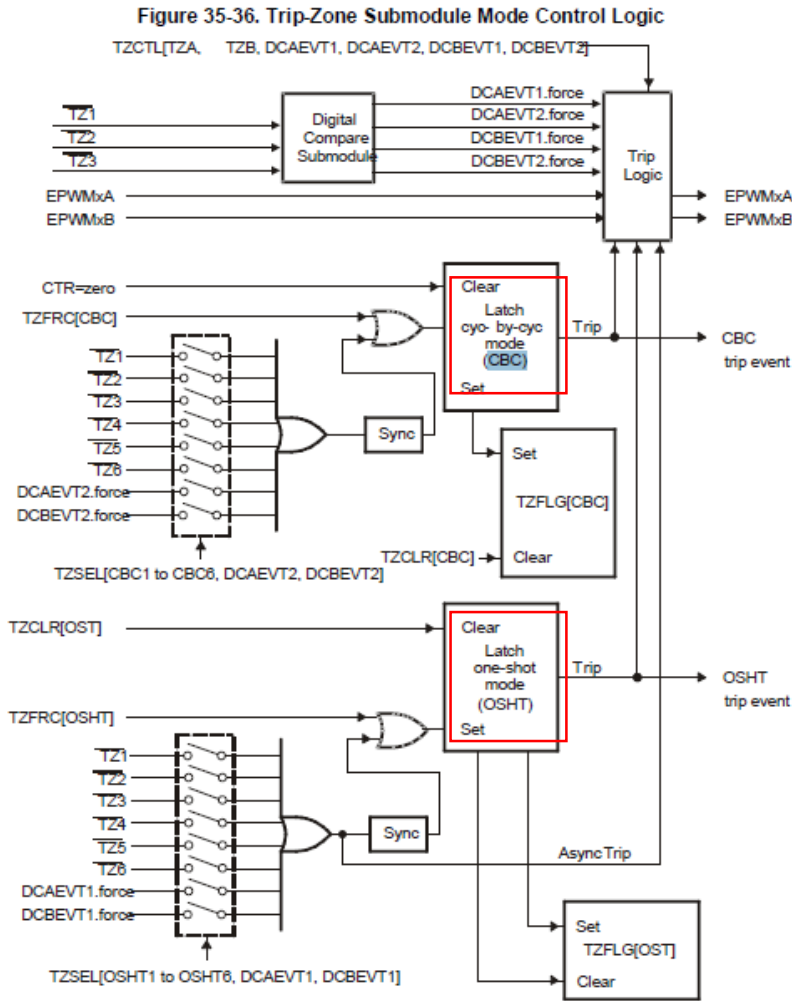 Figure 35-36. Trip-Zone Submodule Mode Control Logic
TZCTL[TZA, TZB, DCAEVT1, DCAEVT2, DCBEVT1, DCBEVT2]
TZ1
TZ2
TZ3
Digital
Compare
Submodule
DCAEVT1.force
DCAEVT2.force
DCBEVT1.force
DCBEVT2.force
Trip
Logic
EPWMxA
EPWMxB
EPWMxA
EPWMxB
CTR=zero
TZFRC[CBC]
Clear
Latch
cyc- by-cyc
mode
(CBC)
Set
Trip
CBC
trip event
TZ1
TZ2
TZ3
TZ4
TZ5
TZ6
DCAEVT2.force
DCBEVT2.force
Sync
Set
TZFLG[CBC]
Clear
TZCLR[CBC]
TZSEL[CBC1 to CBC6, DCAEVT2, DCBEVT2]
TZCLR[OST]
Clear
Latch
one-shot
mode
(OSHT)
Set
Trip
OSHT
trip event
TZFRC[OSHT]
TZ1
TZ2
TZ3
TZ4
TZ5
TZ6
DCAEVT1.force
DCBEVT1.force
Sync
Async Trip
Set
TZFLG[OST]
Clear
TZSEL[OSHT1 to OSHT6, DCAEVT1, DCBEVT1]